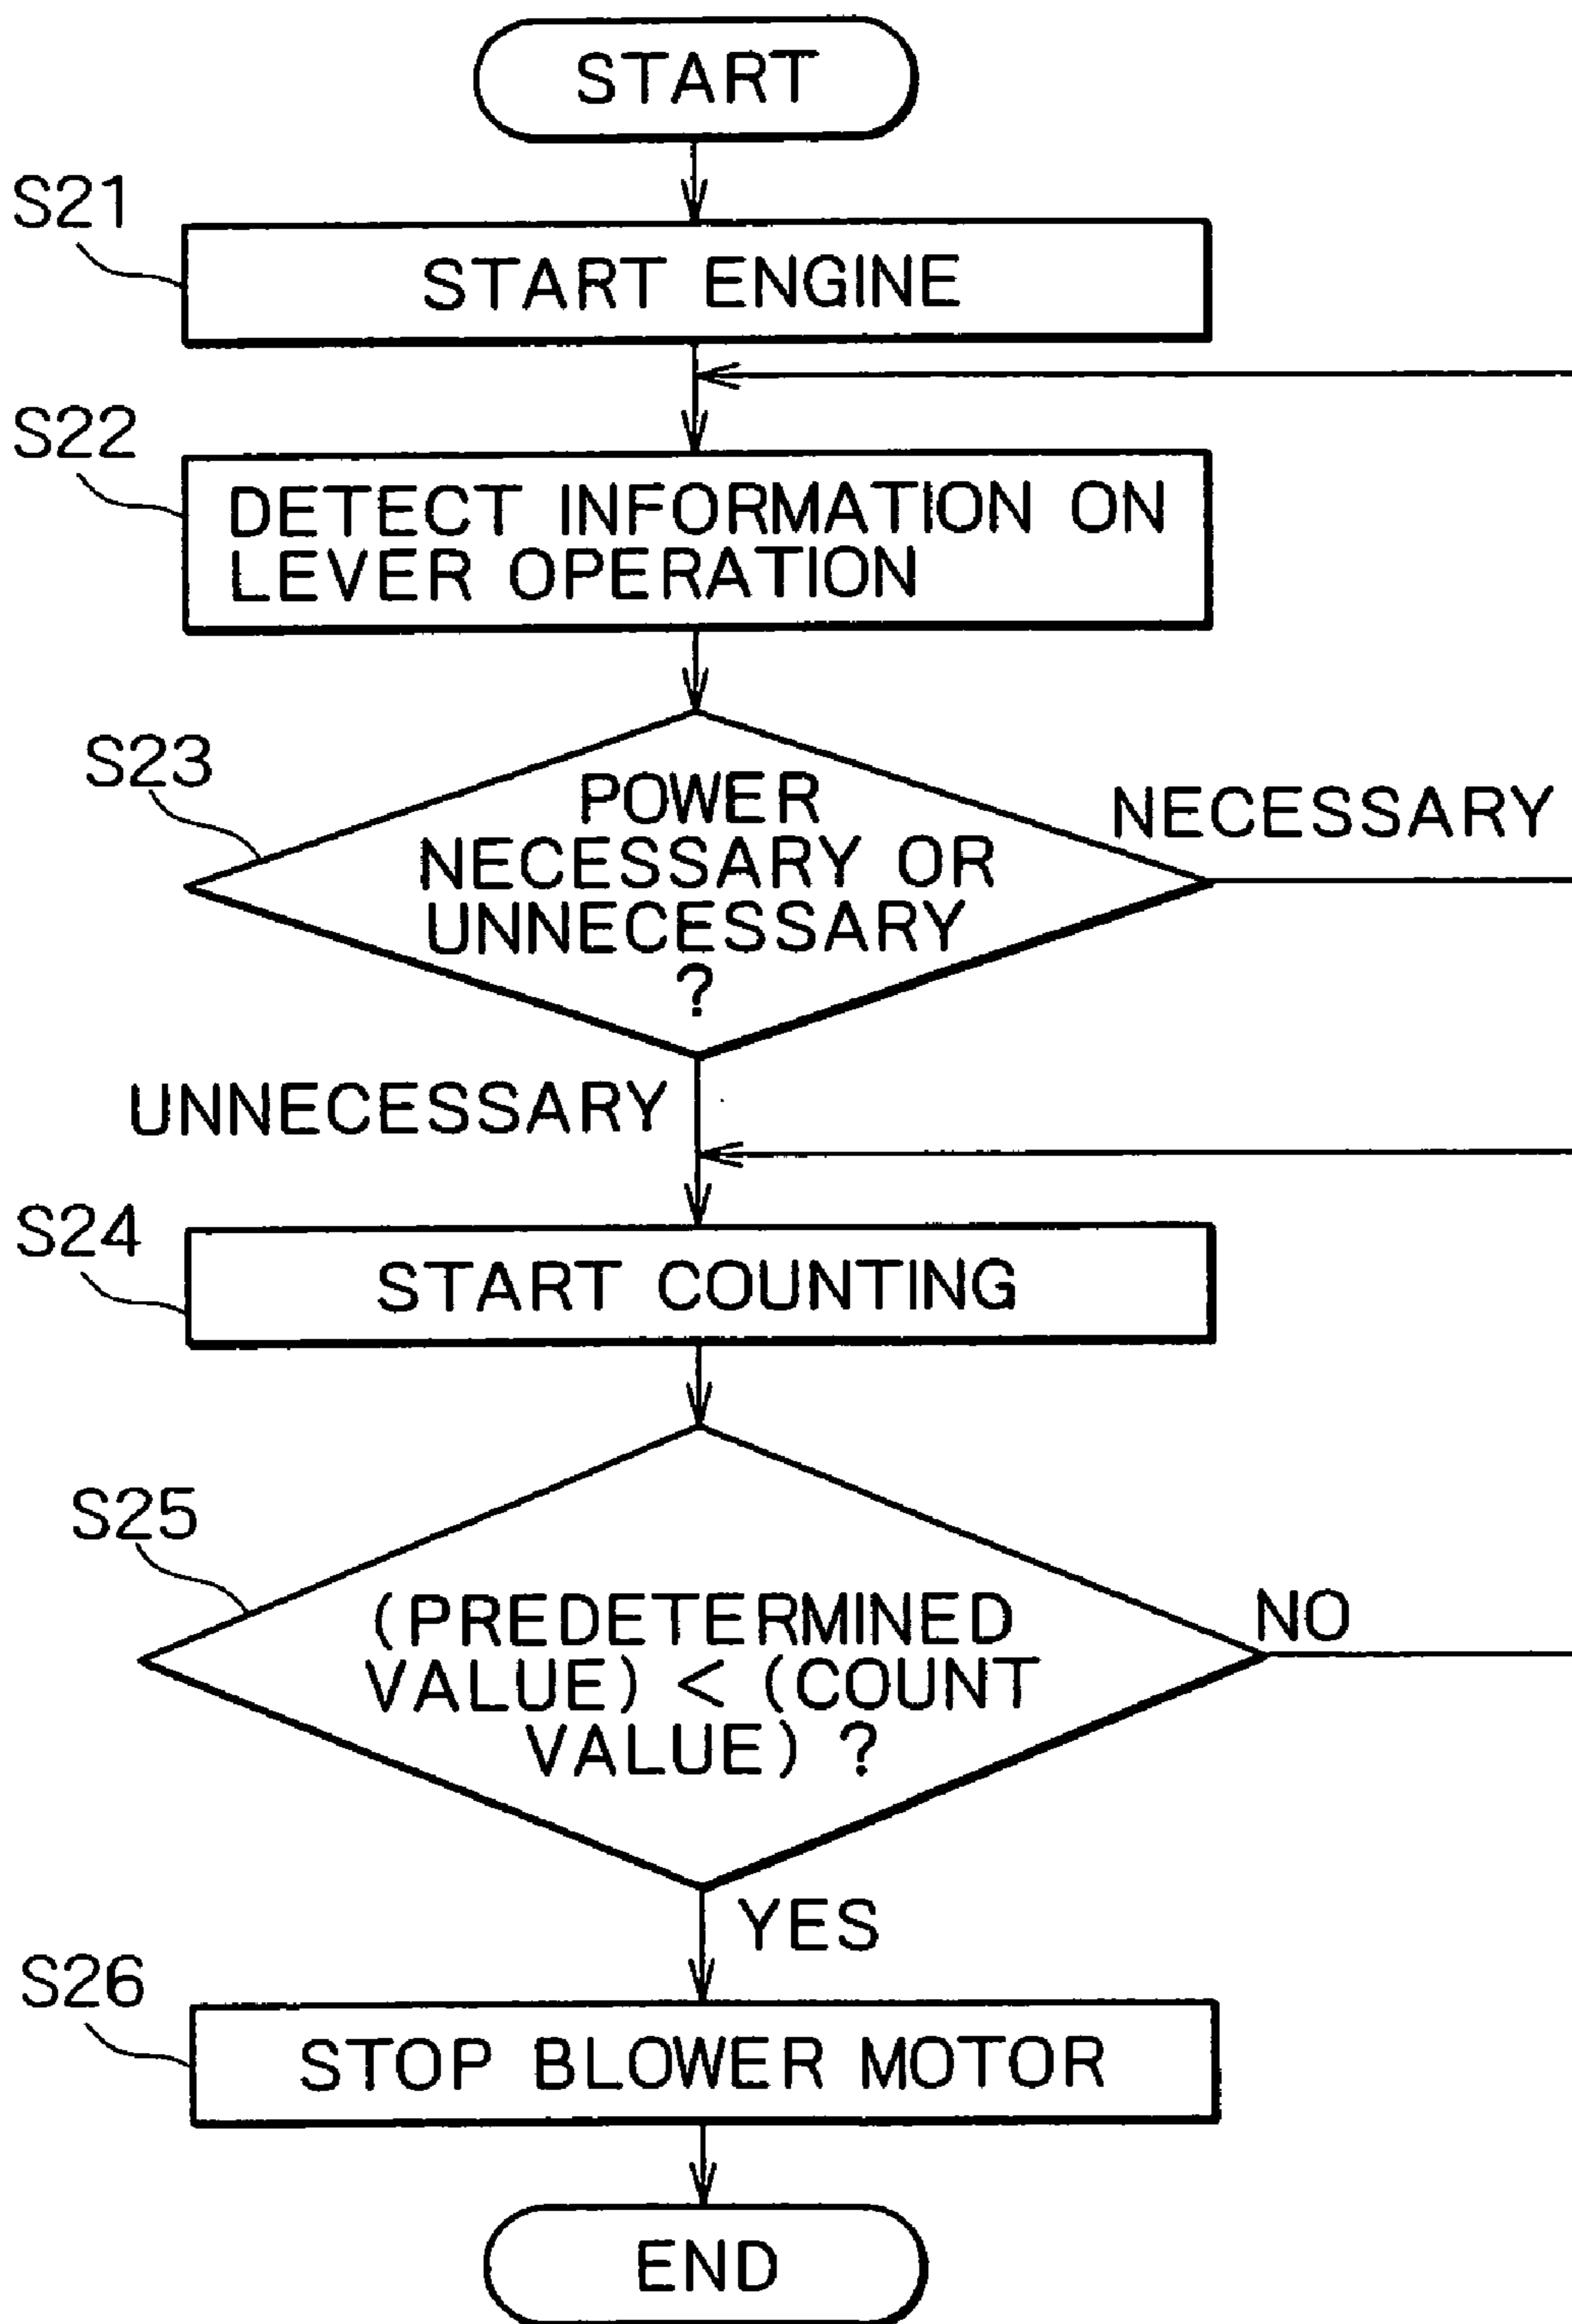 START
S21
START ENGINE
S22
DETECT INFORMATION ON
LEVER OPERATION
S23
POWER
NECESSARY OR
UNNECESSARY
?
NECESSARY
UNNECESSARY
S24
START COUNTING
S25
(PREDETERMINED
VALUE) < (COUNT
VALUE) ?
NO
YES
S26
STOP BLOWER MOTOR
END